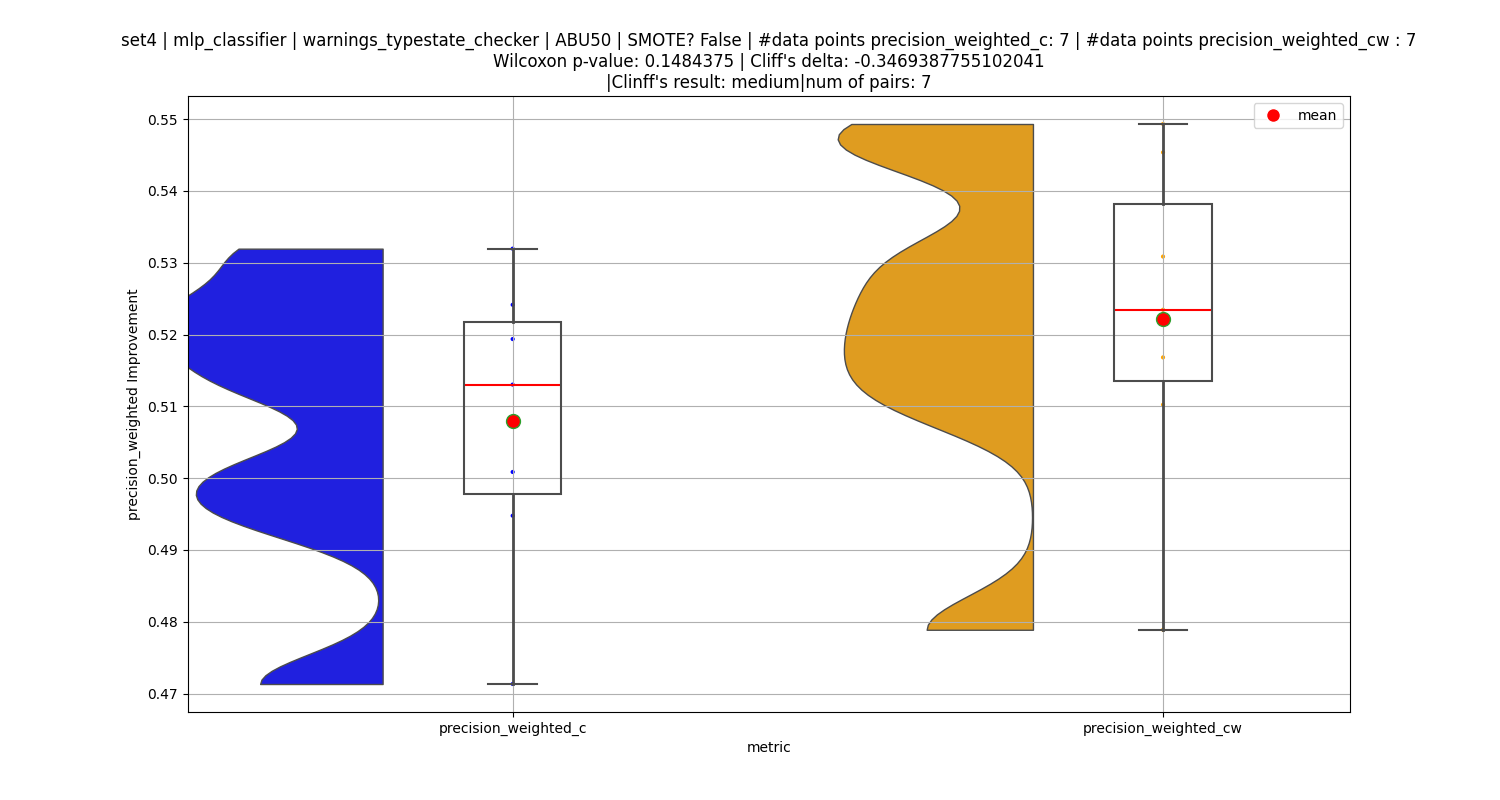 set4 | mlp_classifier | warnings_typestate_checker | ABU50 | SMOTE? False | #data points precision_weighted_c: 7 | #data points precision_weighted_cw : 7
Wilcoxon p-value: 0.1484375 | Cliff's delta: -0.3469387755102041
|Clinff's result: medium|num of pairs: 7
mean
0.55
0.54
0.53
0.52
0.51
0.50
0.49
0.48
0.47
precision_weighted Improvement
precision_weighted_c
precision_weighted_cw
metric